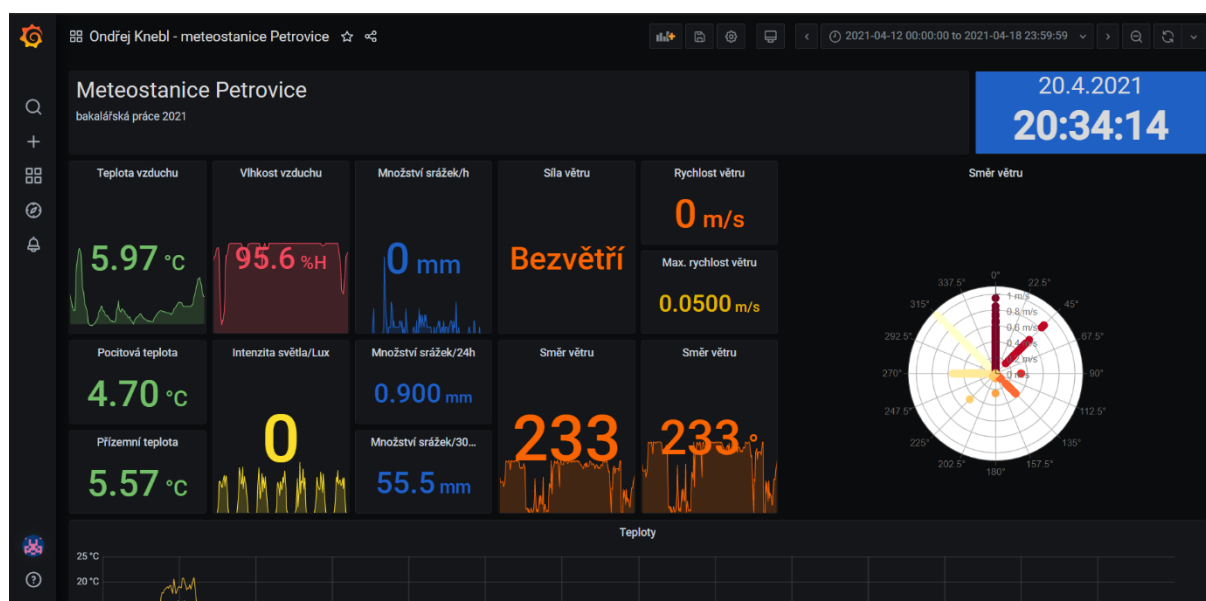 Ondřej Knebl - meteostanice Petrovice
2021-04-12 00:00:00 to 2021-04-18 23:59:59
Meteostanice Petrovice
bakalářská práce 2021
20.4.2021
20:34:14
Teplota vzduchu
5.97 °C
Vlhkost vzduchu
95.6 %H
Množství srážek/h
0 mm
Síla větru
Bezvětří
Rychlost větru
0 m/s
Max. rychlost větru
0.0500 m/s
Pocitová teplota
4.70 °C
Přízemní teplota
5.57 °C
Intenzita světla/Lux
0
Množství srážek/24h
0.900 mm
Množství srážek/30...
55.5 mm
Směr větru
233
Směr větru
233 °
Směr větru
0°
22.5°
45°
67.5°
90°
112.5°
135°
157.5°
180°
202.5°
225°
247.5°
270°
292.5°
315°
337.5°
1 m/s
0.8 m/s
0.6 m/s
0.4 m/s
0.2 m/s
0 m/s
Teploty
25 °C
20 °C